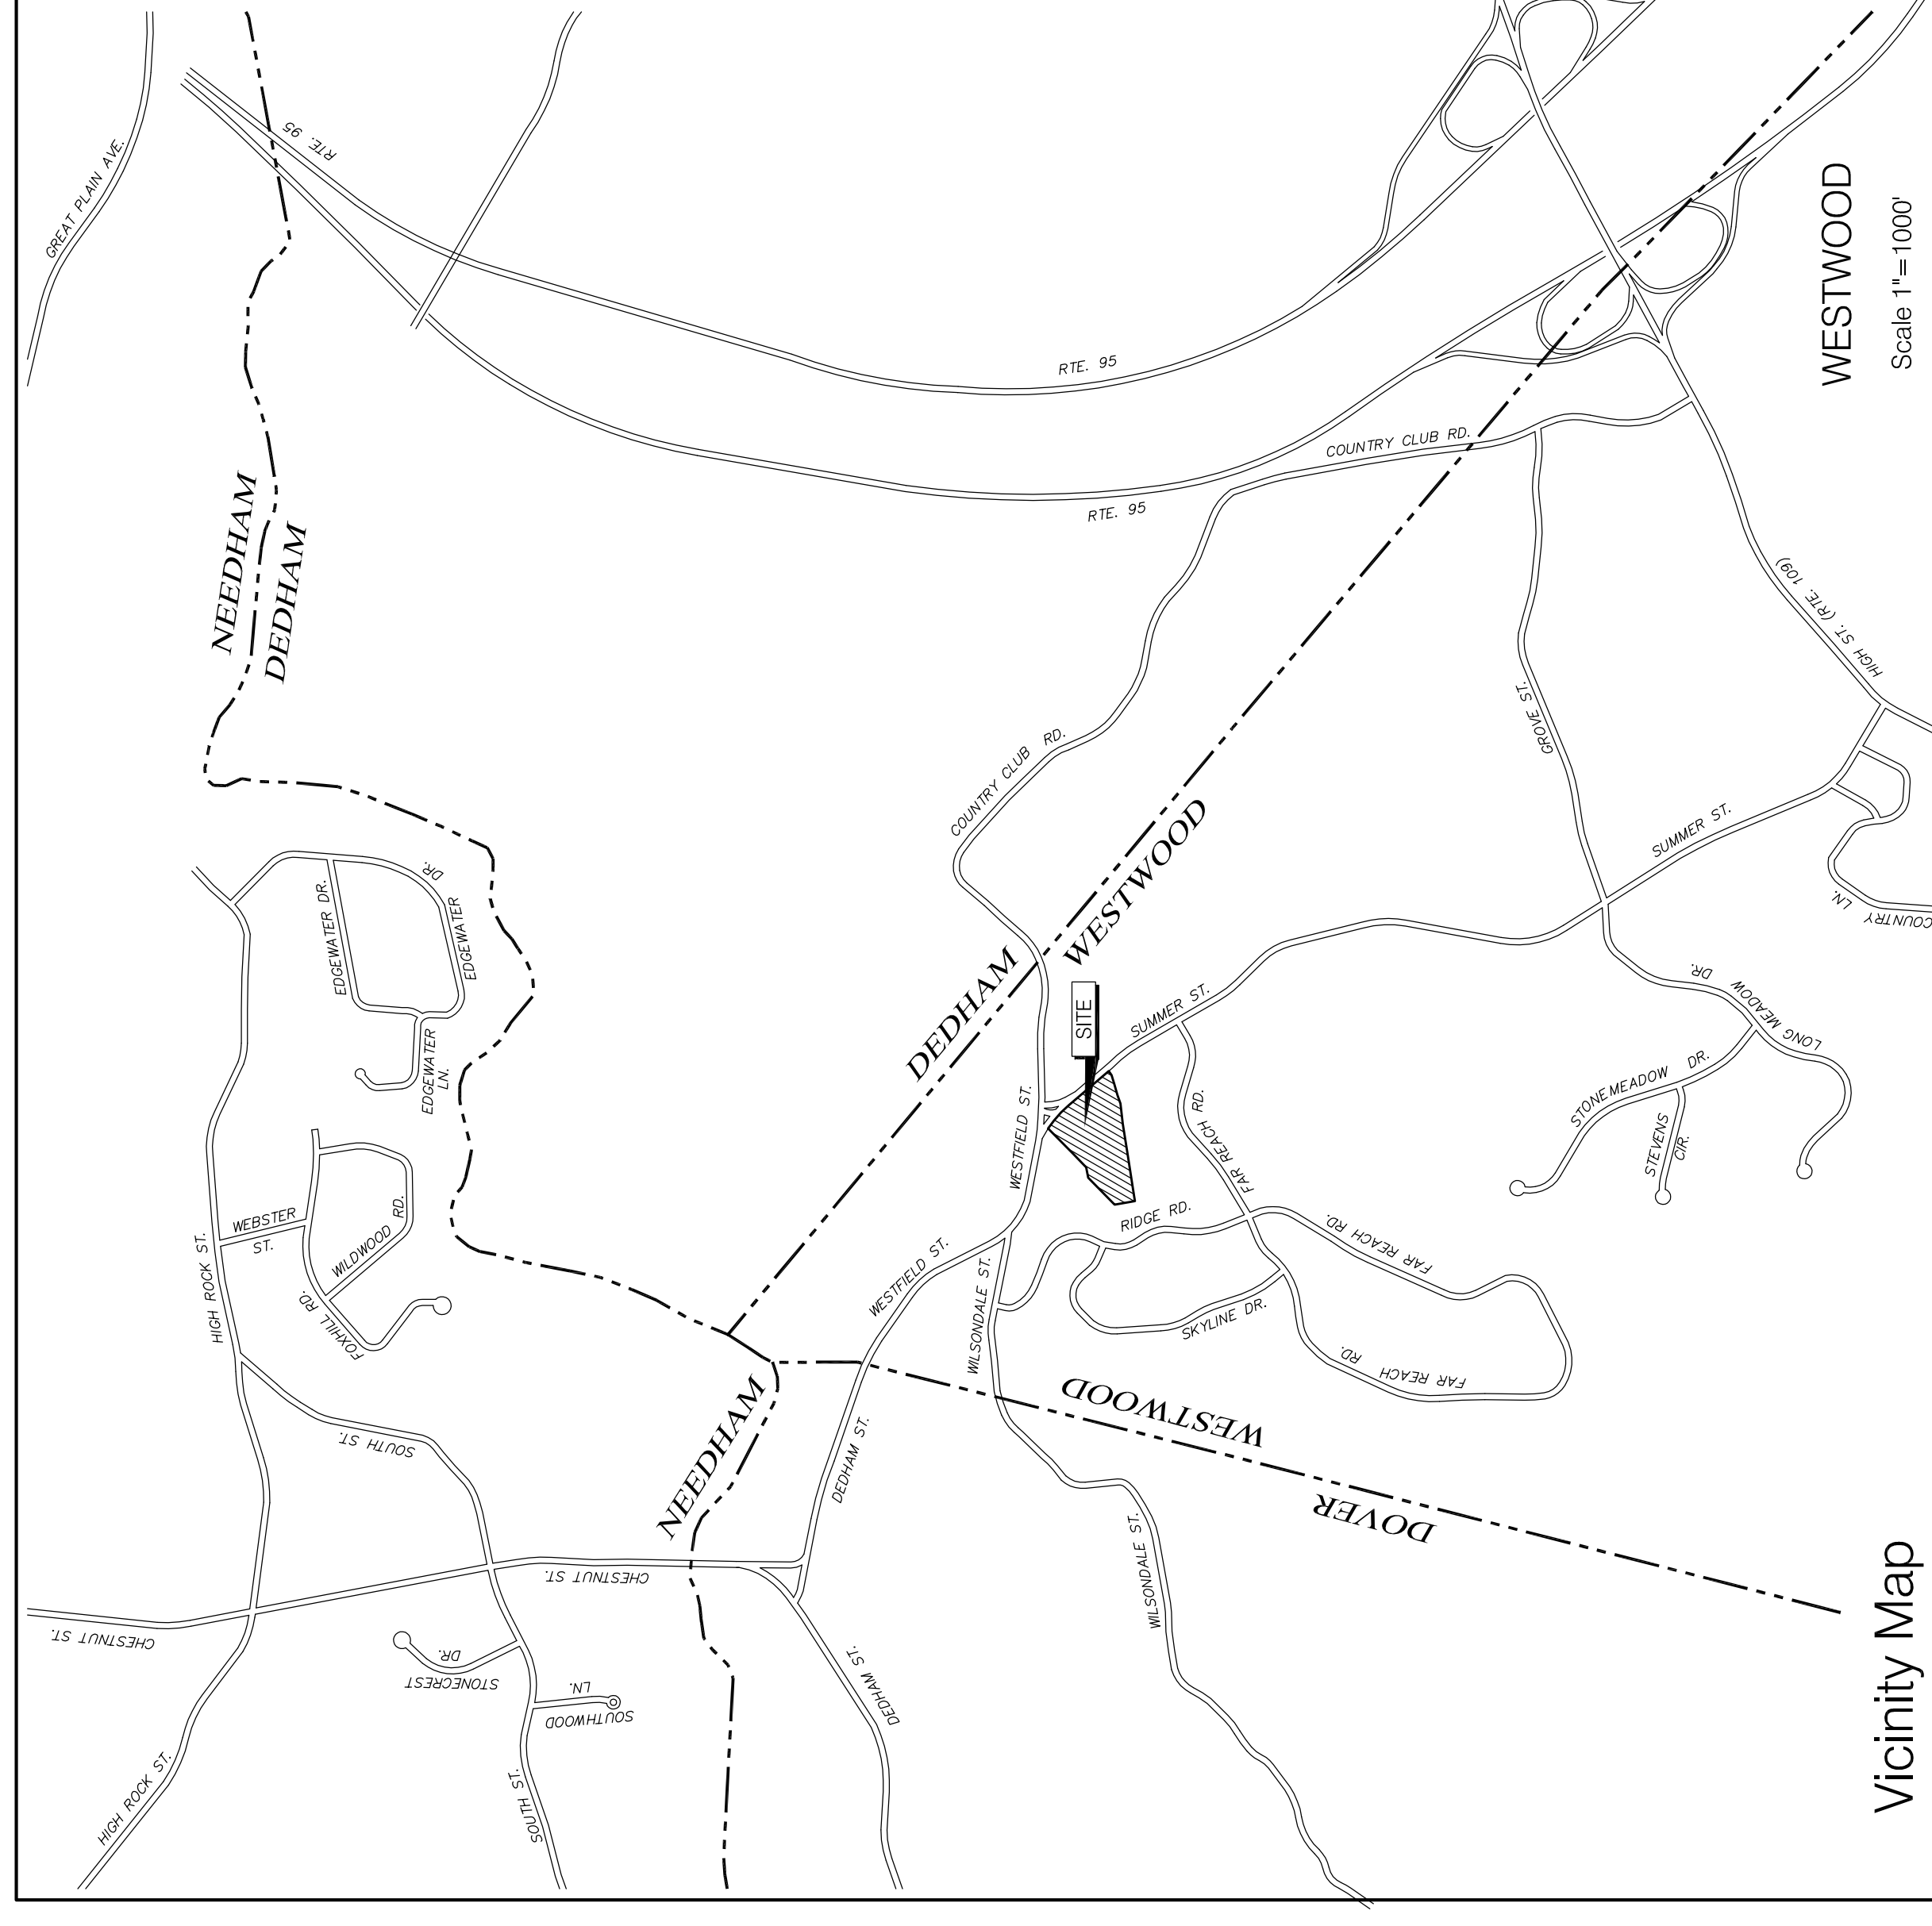 GREAT PLAIN AVE.
RTE. 95
RTE. 95
RTE. 95
COUNTRY CLUB RD.
NEEDHAM
DEDHAM
WESTWOOD
Scale 1"=1000'
HIGH ST. (RTE. 109)
GROVE ST.
COUNTRY CLUB RD.
SUMMER ST.
COUNTRY LN.
EDGEWATER DR.
EDGEWATER DR.
EDGEWATER
LN.
DEDHAM
WESTWOOD
SITE
SUMMER ST.
LONG MEADOW DR.
STONEMEADOW DR.
STEVENS
CIR.
WESTFIELD ST.
FAR REACH RD.
RIDGE RD.
FAR REACH RD.
WEBSTER
ST.
WILDWOOD RD.
FOXHILL RD.
HIGH ROCK ST.
WESTFIELD ST.
WILSONDALE ST.
SKYLINE DR.
FAR REACH RD.
WESTWOOD
DOVER
NEEDHAM
DEDHAM ST.
SOUTH ST.
CHESTNUT ST.
CHESTNUT ST.
WILSONDALE ST.
STONECREST
DR.
SOUTHWOOD
LN.
DEDHAM ST.
HIGH ROCK ST.
SOUTH ST.
Vicinity Map